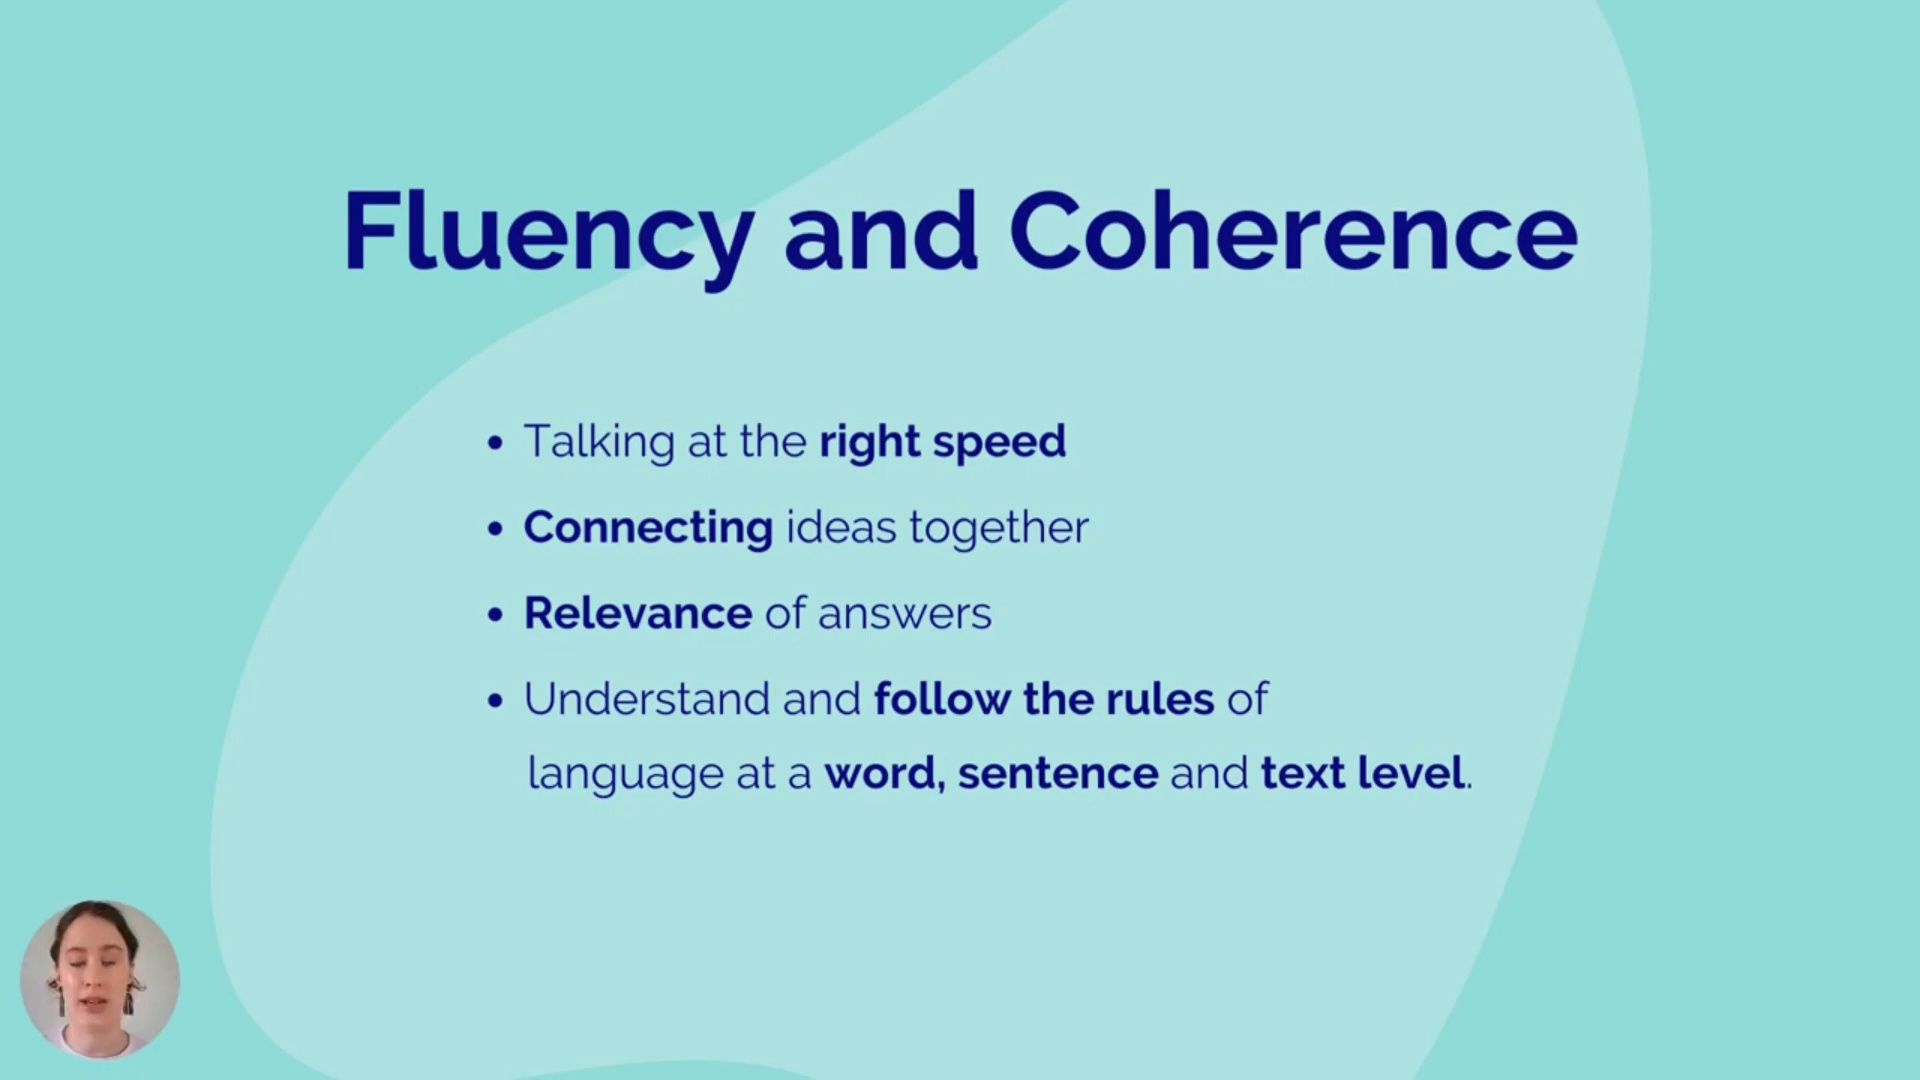 Fluency and Coherence
• Talking at the right speed
• Connecting ideas together
• Relevance of answers
• Understand and follow the rules of
language at a word, sentence and text level.